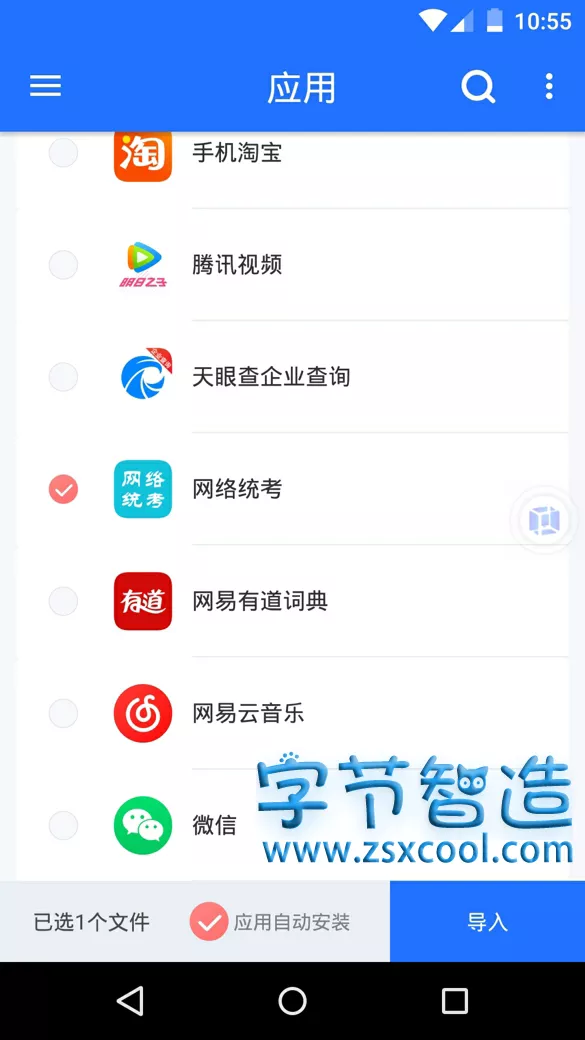 10:55
应用
淘
手机淘宝
明日之子
腾讯视频
天眼查企业查询
网络
统考
网络统考
有道
网易有道词典
网易云音乐
微信
字节智造
www.zsxcool.com
已选1个文件
应用自动安装
导入